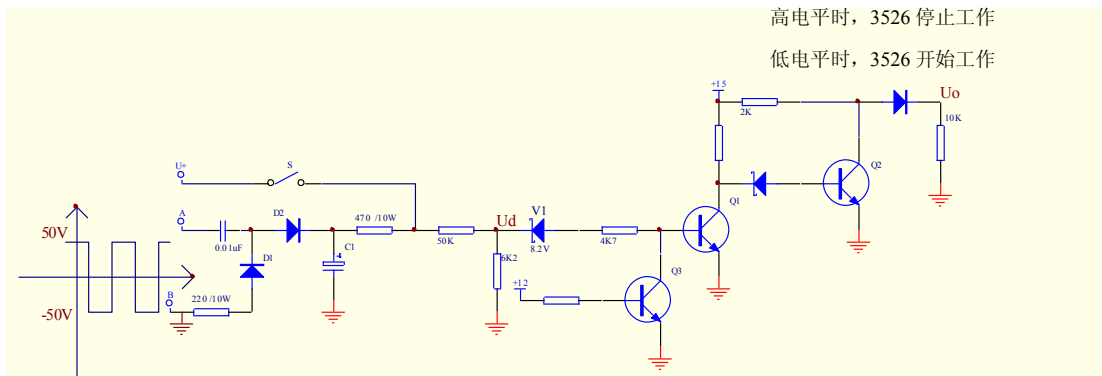 高电平时，3526 停止工作
低电平时，3526 开始工作
+15
Uo
2K
10K
Q2
U+
S
Q1
A
D2
470 /10W
Ud
V1
50V
50K
8.2V
4K7
0.01uF
C1
D1
6K2
Q3
+12
B
220/10W
-50V